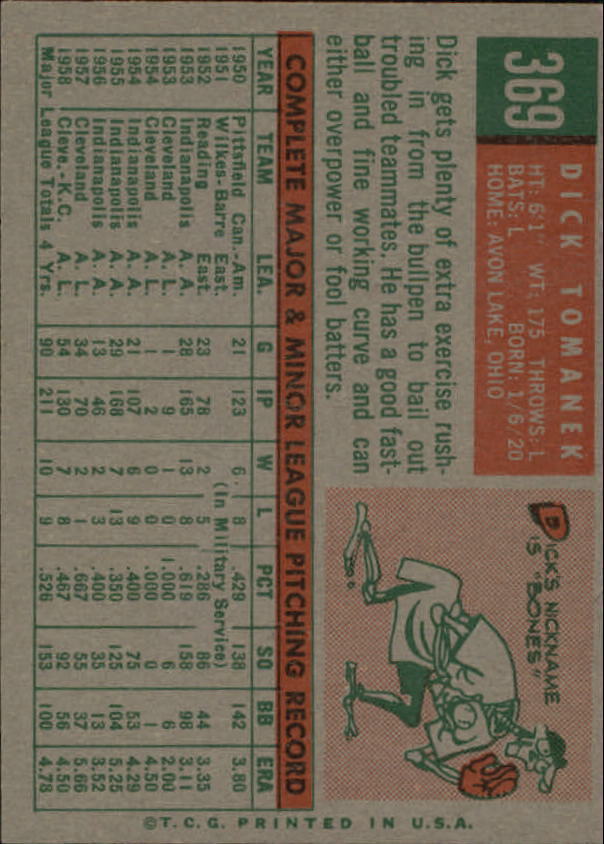 369
DICK TOMANEK
HT: 6'1" WT: 175 THROWS: L
BATS: L BORN: 1/6/20
HOME: AVON LAKE, OHIO
Dick gets plenty of extra exercise rush-
ing in from the bullpen to bail out
troubled teammates. He has a good fast-
ball and fine working curve and can
either overpower or fool batters.
DICK'S NICKNAME
IS "BONES"
COMPLETE MAJOR & MINOR LEAGUE PITCHING RECORD
YEAR TEAM LEA. G IP W L PCT SO BB ERA
1950 Pittsfield Can.-Am. 21 123 6 8 .429 138 142 3.80
1951 Wilkes-Barre East. (In Military Service)
1952 Reading East. 23 78 2 5 .286 86 44 3.35
1953 Indianapolis A. A. 28 165 13 8 .619 158 98 3.11
1953 Cleveland A. L. 1 9 1 0 1.000 6 6 2.00
1954 Cleveland A. L. 1 2 0 0 .000 0 1 4.50
1954 Indianapolis A. A. 21 107 6 9 .400 75 53 4.29
1955 Indianapolis A. A. 29 168 7 13 .350 125 104 5.25
1956 Indianapolis A. A. 13 46 2 3 .400 35 13 3.52
1957 Cleveland A. L. 34 70 2 1 .667 55 37 5.66
1958 Cleve.-K.C. A. L. 54 130 7 8 .467 92 56 4.50
Major League Totals 4 Yrs. 90 211 10 9 .526 153 100 4.78
©T.C.G. PRINTED IN U.S.A.